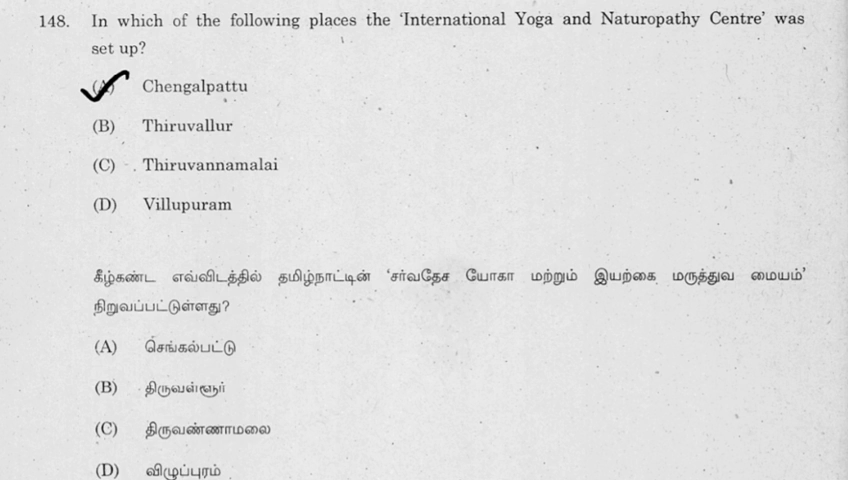 148. In which of the following places the ‘International Yoga and Naturopathy Centre’ was
set up?
(A) Chengalpattu
(B) Thiruvallur
(C) Thiruvannamalai
(D) Villupuram
கீழ்கண்ட எவ்விடத்தில் தமிழ்நாட்டின் ‘சர்வதேச யோகா மற்றும் இயற்கை மருத்துவ மையம்’
நிறுவப்பட்டுள்ளது?
(A) செங்கல்பட்டு
(B) திருவள்ளூர்
(C) திருவண்ணாமலை
(D) விழுப்புரம்